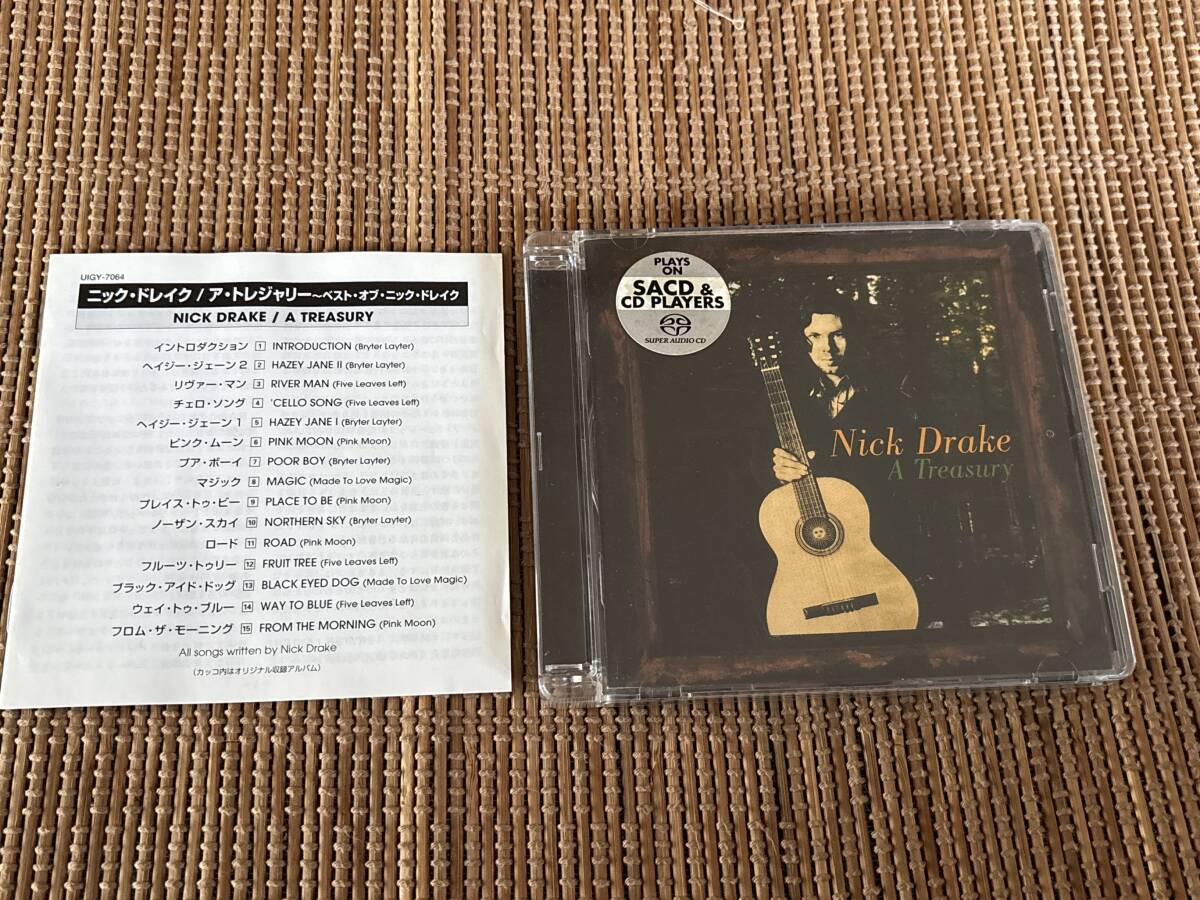 UIGY-7064
ニック・ドレイク / ア・トレジャリー～ベスト・オブ・ニック・ドレイク
NICK DRAKE / A TREASURY
イントロダクション 1 INTRODUCTION (Bryter Layter)
ヘイジー・ジェーン 2 2 HAZEY JANE II (Bryter Layter)
リヴァー・マン 3 RIVER MAN (Five Leaves Left)
チェロ・ソング 4 'CELLO SONG (Five Leaves Left)
ヘイジー・ジェーン 1 5 HAZEY JANE I (Bryter Layter)
ピンク・ムーン 6 PINK MOON (Pink Moon)
プア・ボーイ 7 POOR BOY (Bryter Layter)
マジック 8 MAGIC (Made To Love Magic)
プレイス・トゥ・ビー 9 PLACE TO BE (Pink Moon)
ノーザン・スカイ 10 NORTHERN SKY (Bryter Layter)
ロード 11 ROAD (Pink Moon)
フルーツ・トゥリー 12 FRUIT TREE (Five Leaves Left)
ブラック・アイド・ドッグ 13 BLACK EYED DOG (Made To Love Magic)
ウェイ・トゥ・ブルー 14 WAY TO BLUE (Five Leaves Left)
フロム・ザ・モーニング 15 FROM THE MORNING (Pink Moon)
All songs written by Nick Drake
(カッコ内はオリジナル収録アルバム)
PLAYS
ON
SACD &
CD PLAYERS
SUPER AUDIO CD
Nick Drake
A Treasury